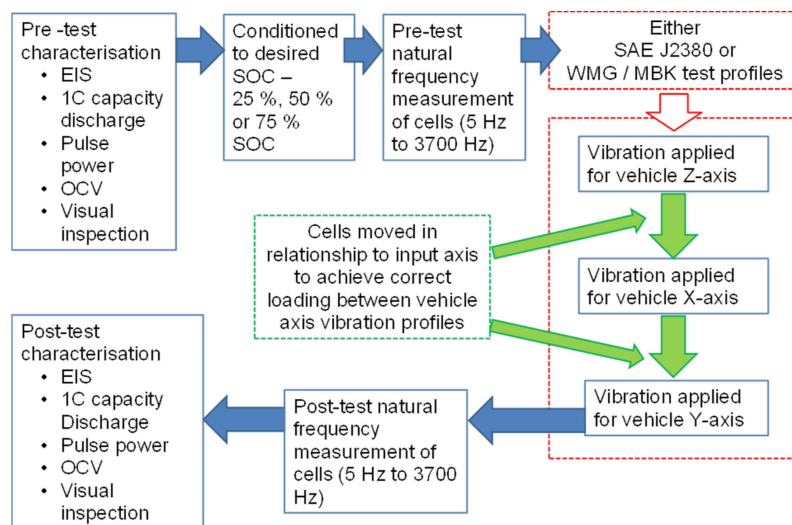 Pre -test
characterisation
• EIS
• 1C capacity
discharge
• Pulse
power
• OCV
• Visual
inspection
Conditioned
to desired
SOC –
25 %, 50 %
or 75 %
SOC
Pre-test
natural
frequency
measurement
of cells (5 Hz
to 3700 Hz)
Either
SAE J2380 or
WMG / MBK test profiles
Vibration applied
for vehicle Z-axis
Cells moved in
relationship to input axis
to achieve correct
loading between vehicle
axis vibration profiles
Vibration applied
for vehicle X-axis
Vibration applied
for vehicle Y-axis
Post-test natural
frequency
measurement of
cells (5 Hz to 3700
Hz)
Post-test
characterisation
• EIS
• 1C capacity
Discharge
• Pulse power
• OCV
• Visual
inspection